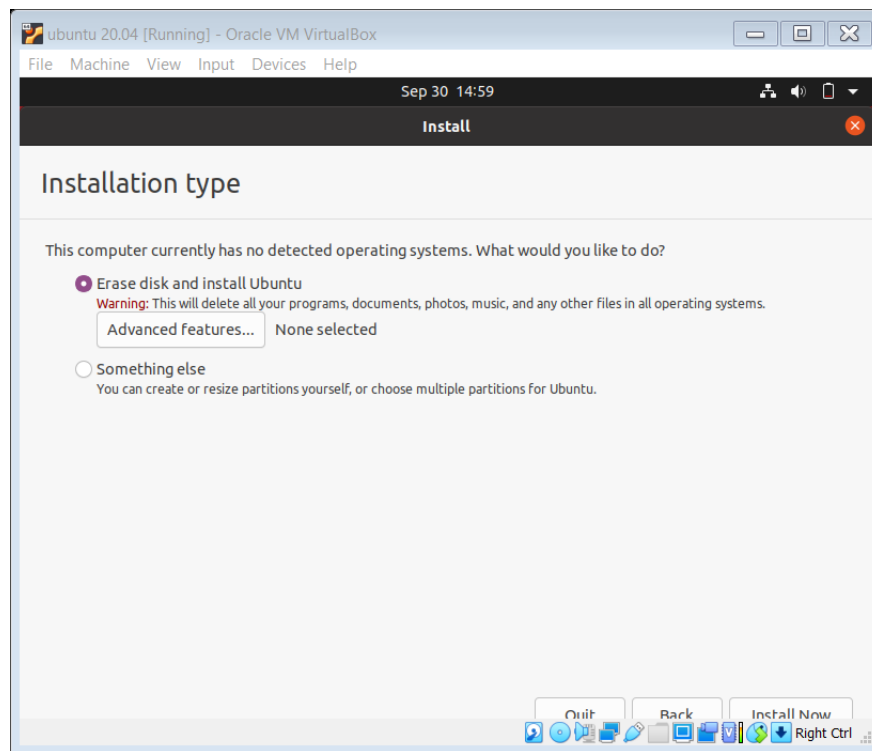 ubuntu 20.04 [Running] - Oracle VM VirtualBox
File Machine View Input Devices Help
Sep 30 14:59
Install
Installation type
This computer currently has no detected operating systems. What would you like to do?
Erase disk and install Ubuntu
Warning: This will delete all your programs, documents, photos, music, and any other files in all operating systems.
Advanced features... None selected
Something else
You can create or resize partitions yourself, or choose multiple partitions for Ubuntu.
Quit Back Install Now
Right Ctrl